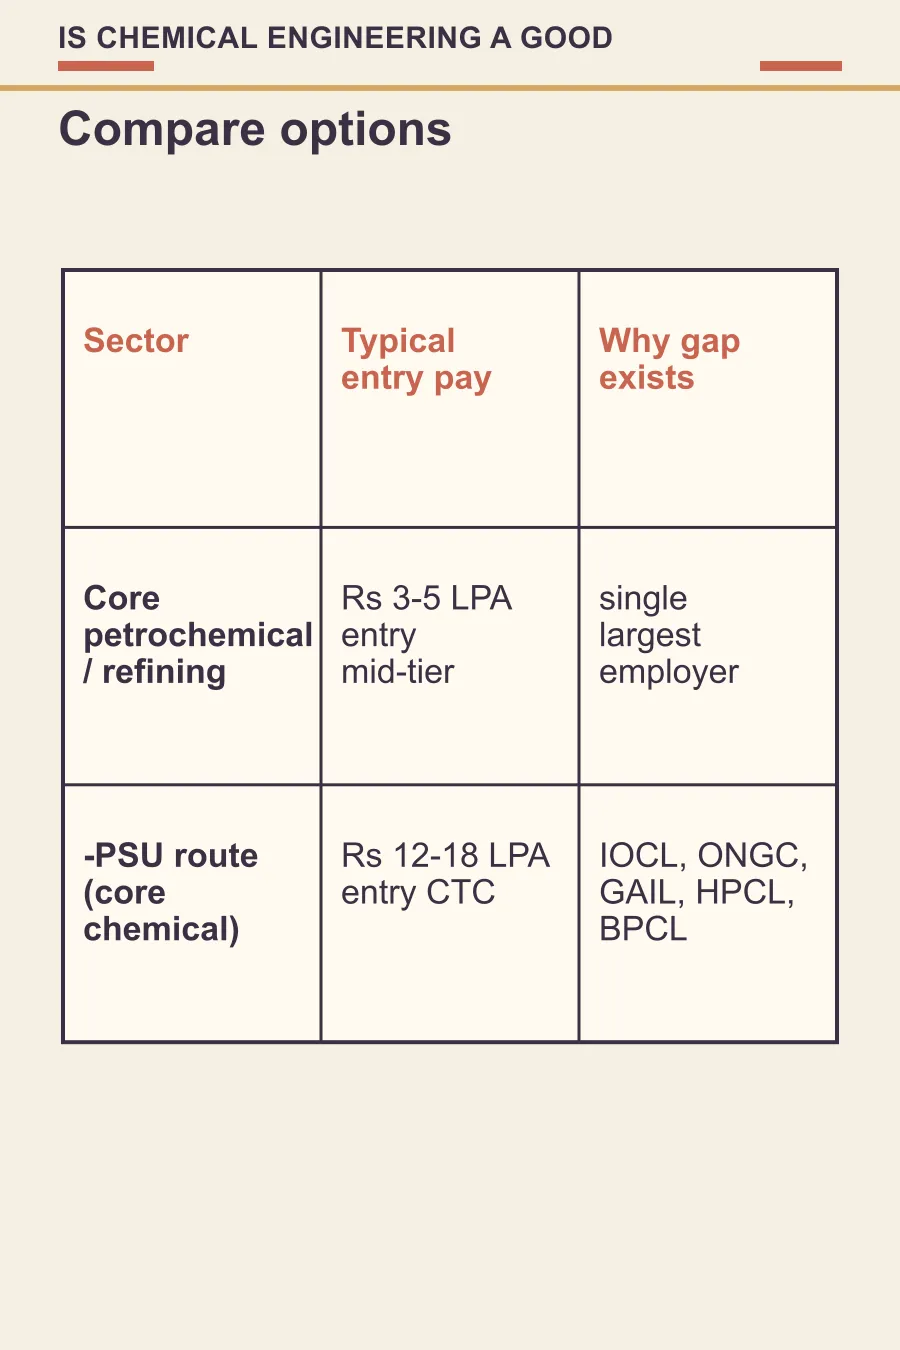 IS CHEMICAL ENGINEERING A GOOD
Compare options
Sector
Typical
entry pay
Why gap
exists
Core
petrochemical
/ refining
Rs 3-5 LPA
entry
mid-tier
single
largest
employer
-PSU route
(core
chemical)
Rs 12-18 LPA
entry CTC
IOCL, ONGC,
GAIL, HPCL,
BPCL